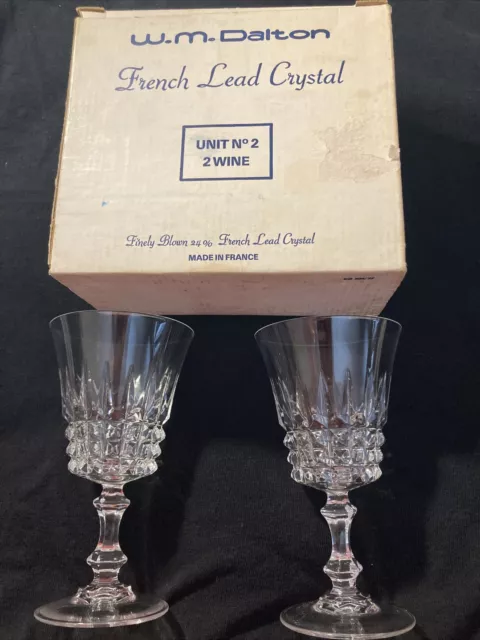 W.M.Dalton
French Lead Crystal
UNIT Nº 2
2 WINE
Finely Blown 24% French Lead Crystal
MADE IN FRANCE